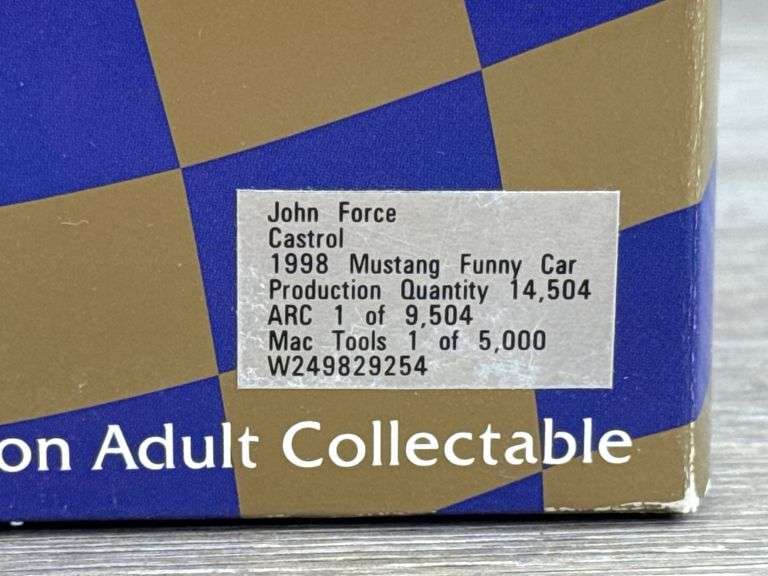 John Force
Castrol
1998 Mustang Funny Car
Production Quantity 14,504
ARC 1 of 9,504
Mac Tools 1 of 5,000
W249829254
on Adult Collectable